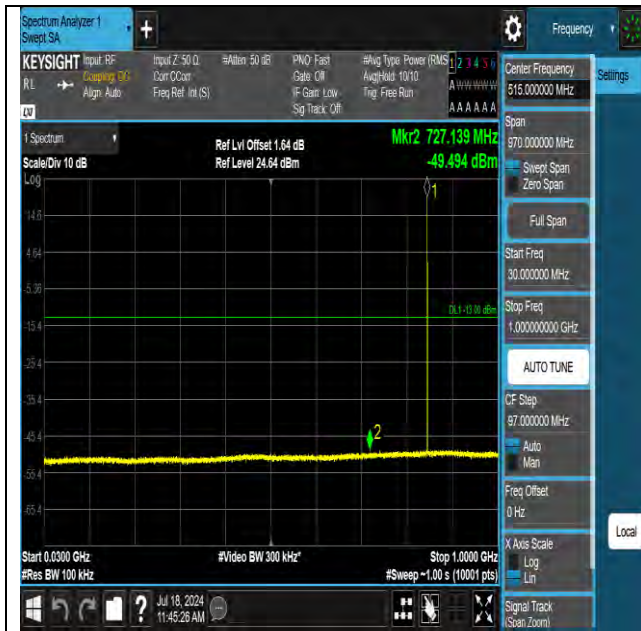 Spectrum Analyzer 1
Swept SA
+
Frequency
KEYSIGHT
RL
Input: RF
Coupling: DC
Align: Auto
Input Z: 50 Ω
Corr CCorr
Freq Ref: Int (S)
#Atten: 50 dB
PNO: Fast
Gate: Off
IF Gain: Low
Sig Track: Off
#Avg Type: Power (RMS)
Avg|Hold: 10/10
Trig: Free Run
1 2 3 4 5 6
A W W W W W
A A A A A A
1 Spectrum
Scale/Div 10 dB
Log
Ref Lvl Offset 1.64 dB
Ref Level 24.64 dBm
Mkr2 727.139 MHz
-49.494 dBm
1
14.6
4.64
-5.36
DL1 -13.00 dBm
-15.4
-25.4
-35.4
-45.4
2
-55.4
-65.4
Start 0.0300 GHz
#Res BW 100 kHz
#Video BW 300 kHz*
Stop 1.0000 GHz
#Sweep ~1.00 s (10001 pts)
Jul 18, 2024
11:45:26 AM
Center Frequency
515.000000 MHz
Settings
Span
970.000000 MHz
Swept Span
Zero Span
Full Span
Start Freq
30.000000 MHz
Stop Freq
1.000000000 GHz
AUTO TUNE
CF Step
97.000000 MHz
Auto
Man
Freq Offset
0 Hz
X Axis Scale
Log
Lin
Local
Signal Track
(Span Zoom)